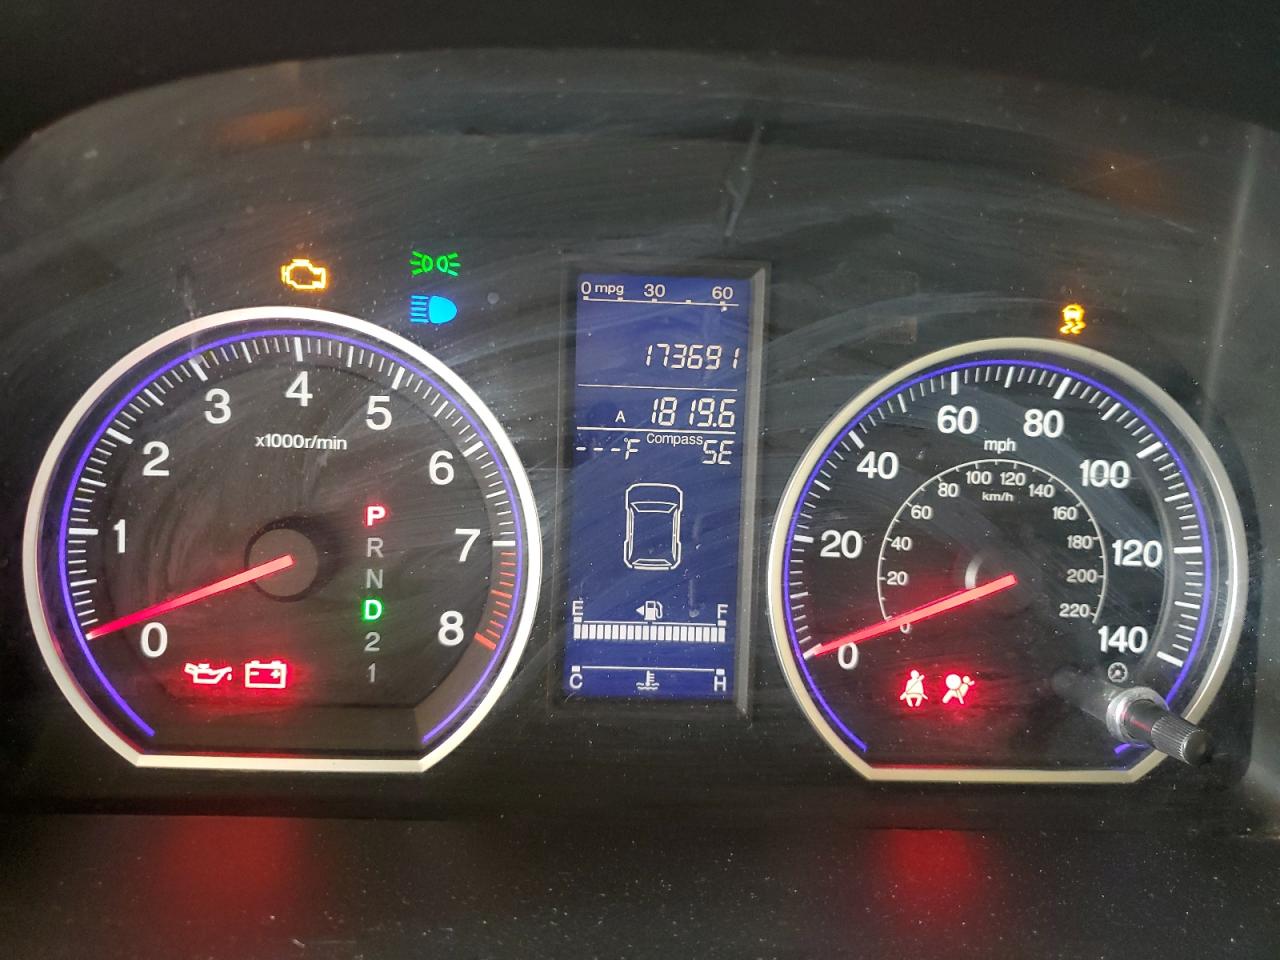 0 mpg 30 60
173691
A 1819.6
---°F Compass SE
E F
C H
0 1 2 3 4 5 6 7 8
x1000r/min
P
R
N
D
2
1
0 20 40 60 80 100 120 140
mph
0 20 40 60 80 100 120 140 160 180 200 220
km/h